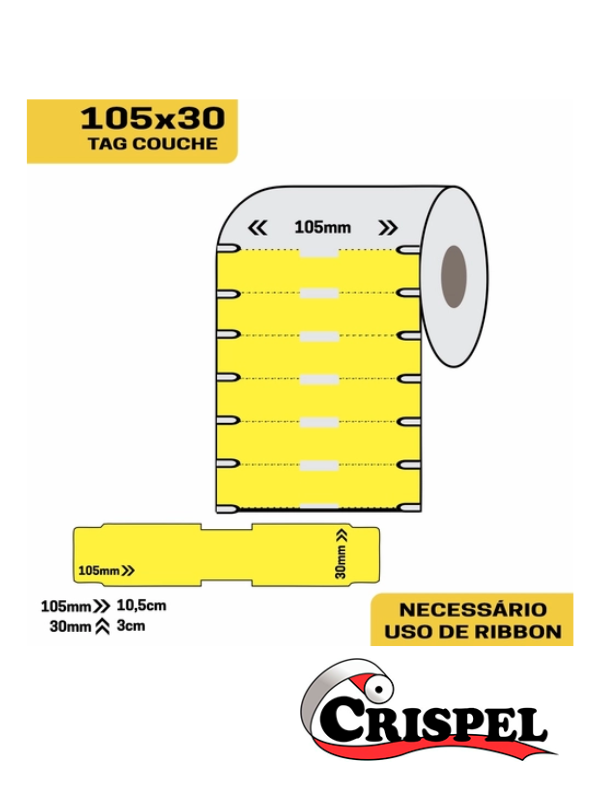 105x30
TAG COUCHE
« 105mm »
105mm »
30mm »
105mm » 10,5cm
30mm » 3cm
NECESSÁRIO
USO DE RIBBON
CRISPEL